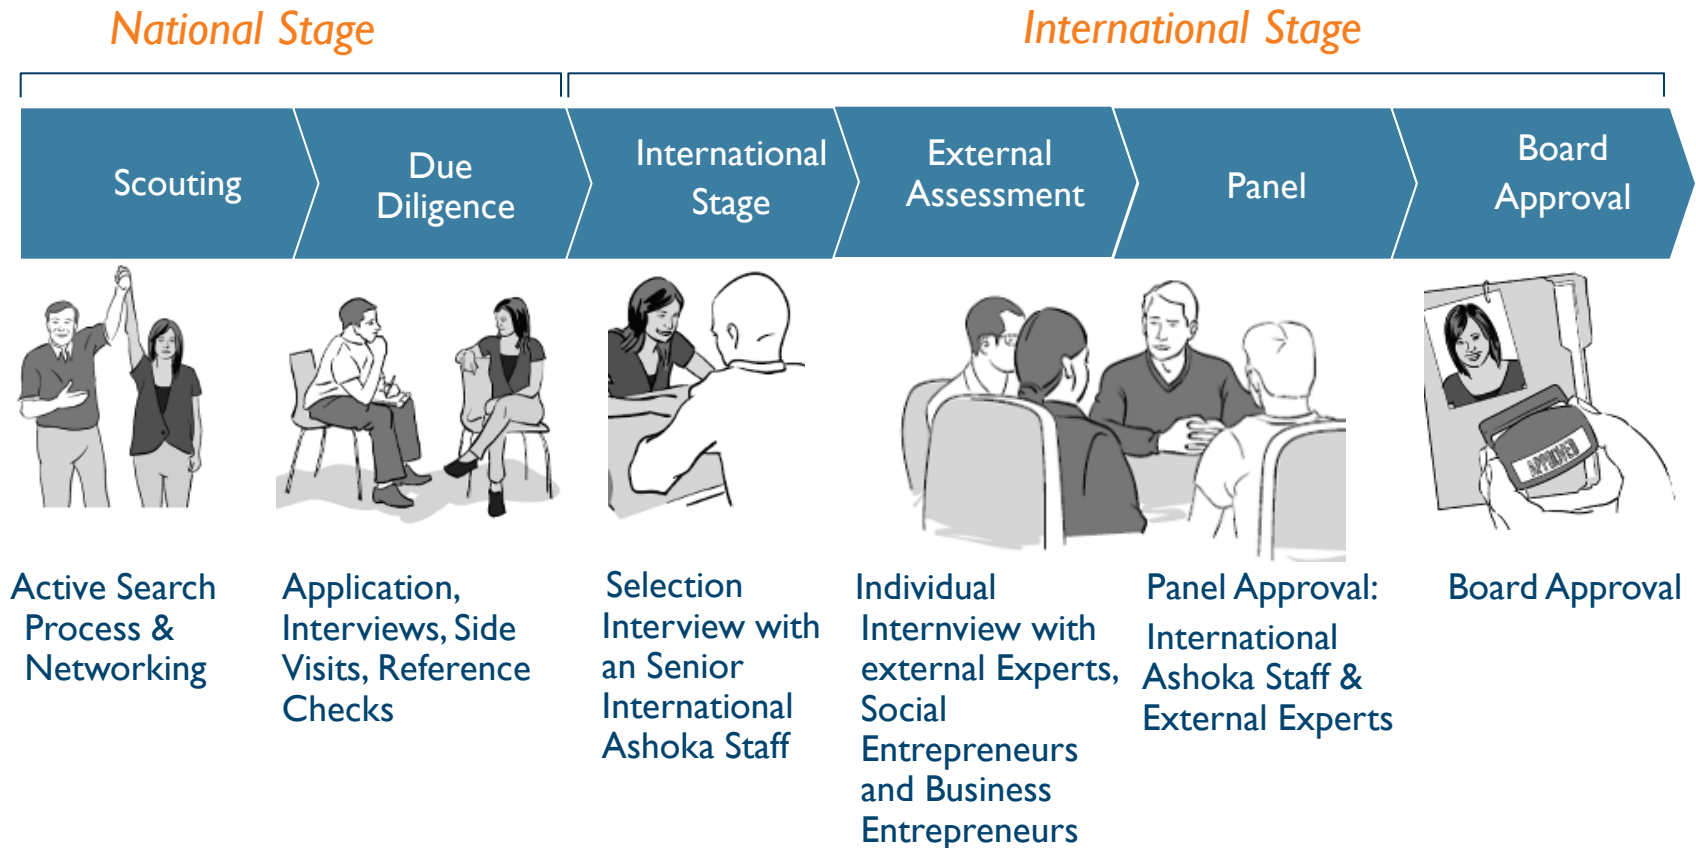 National Stage
International Stage
Scouting
Due
Diligence
International
Stage
External
Assessment
Panel
Board
Approval
APPROVED
Active Search
Process &
Networking
Application,
Interviews, Side
Visits, Reference
Checks
Selection
Interview with
an Senior
International
Ashoka Staff
Individual
Internview with
external Experts,
Social
Entrepreneurs
and Business
Entrepreneurs
Panel Approval:
International
Ashoka Staff &
External Experts
Board Approval